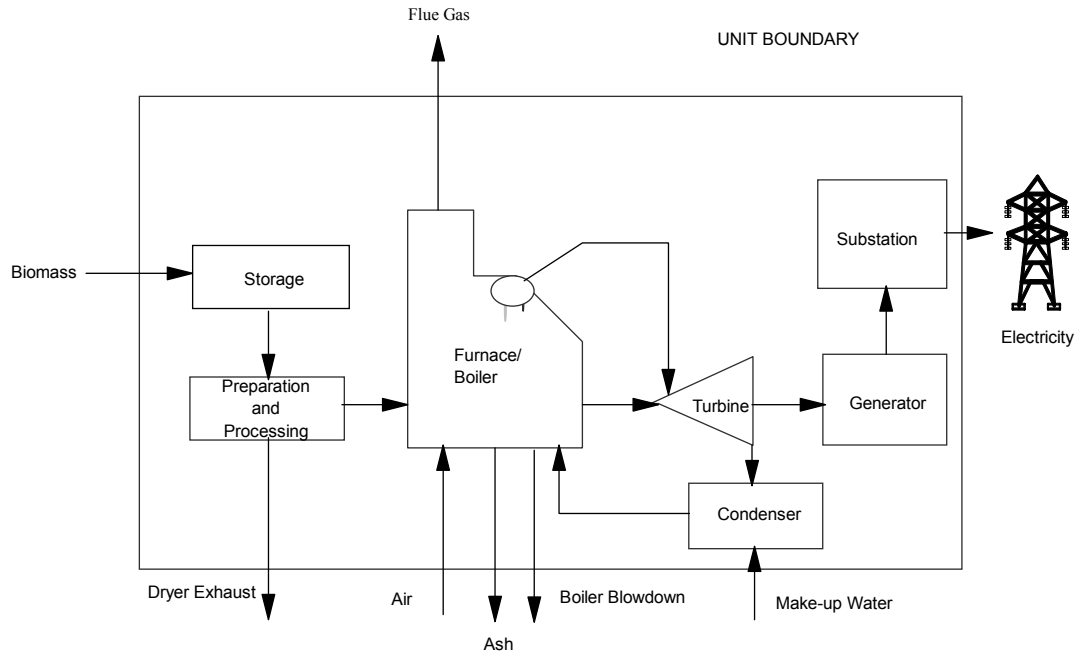 Flue Gas
UNIT BOUNDARY
Biomass
Storage
Substation
Electricity
Furnace/
Boiler
Preparation
and
Processing
Turbine
Generator
Condenser
Dryer Exhaust
Air
Boiler Blowdown
Make-up Water
Ash